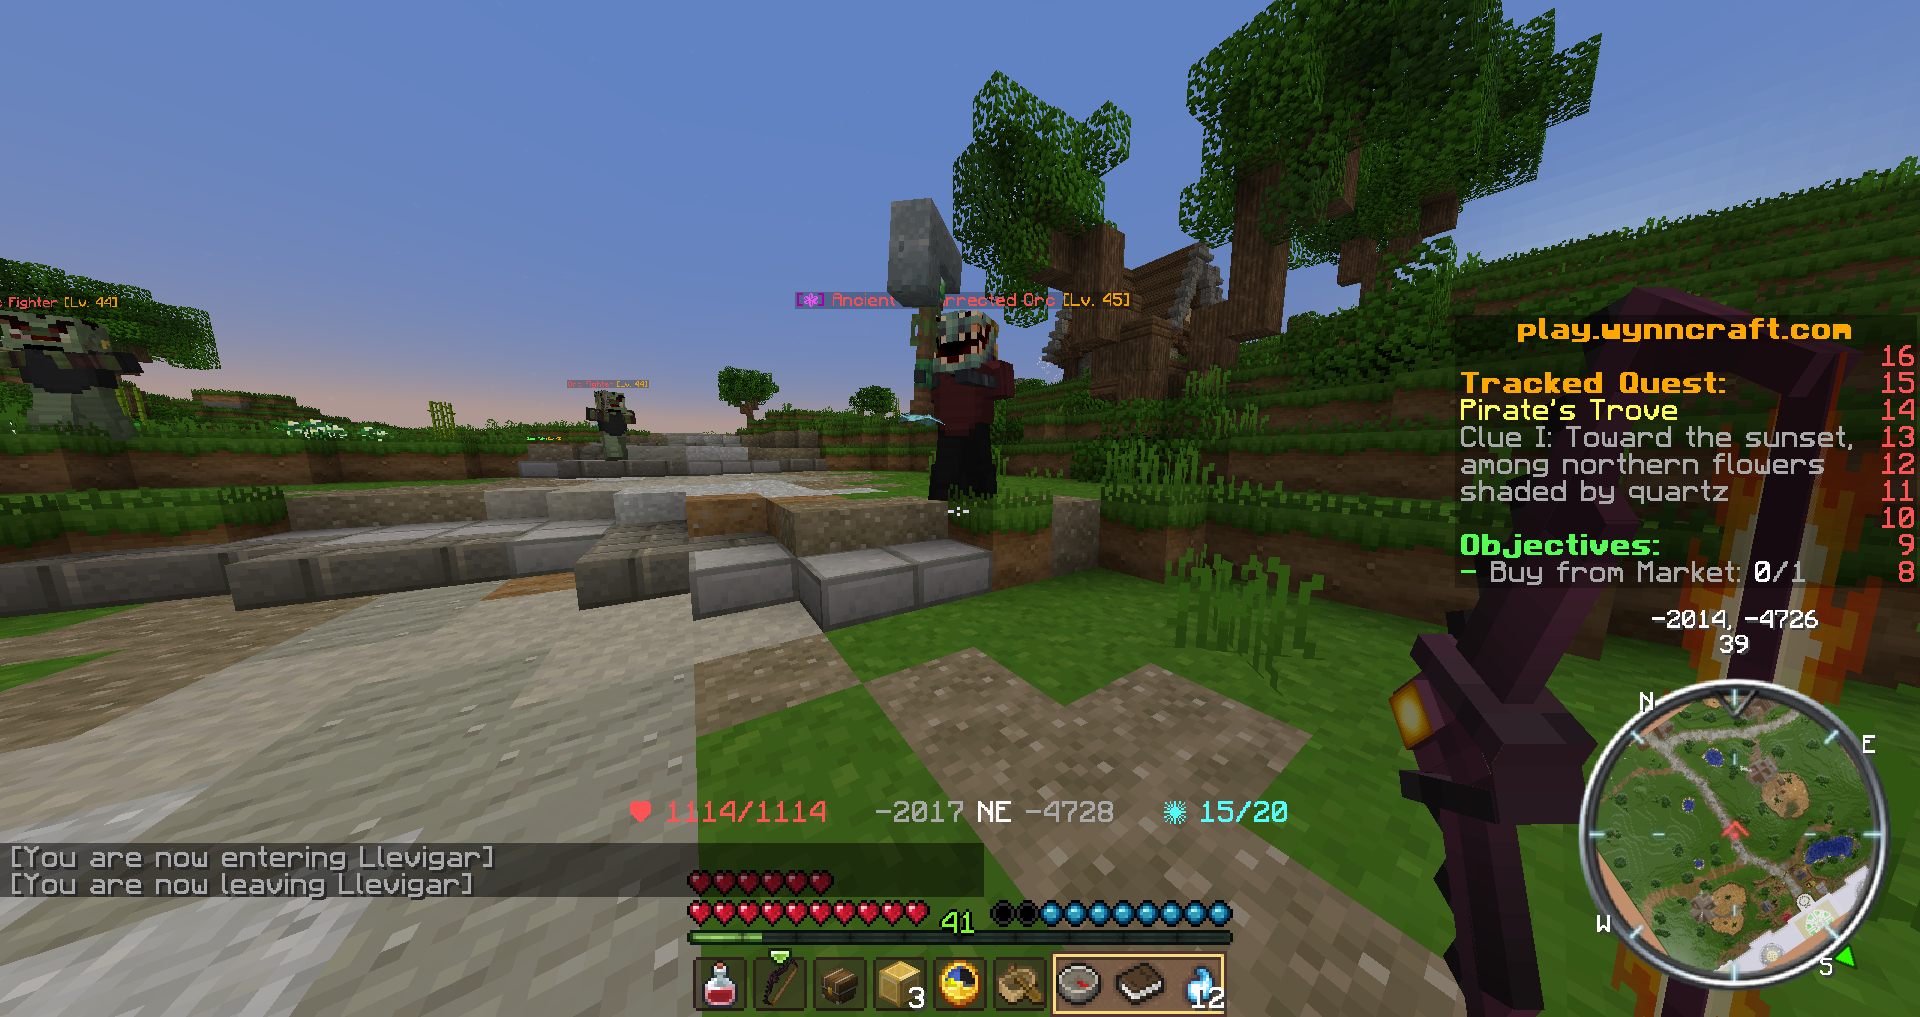 Fighter [Lv. 44]
Ancient rrected Orc [Lv. 45]
[Lv. 44]
play.wynncraft.com
16
Tracked Quest: 15
Pirate's Trove 14
Clue I: Toward the sunset, 13
among northern flowers 12
shaded by quartz 11
10
Objectives: 9
- Buy from Market: 0/1 8
-2014, -4726
39
N
E
W
S
1114/1114 -2017 NE -4728 15/20
[You are now entering Llevigar]
[You are now leaving Llevigar]
41
3
12